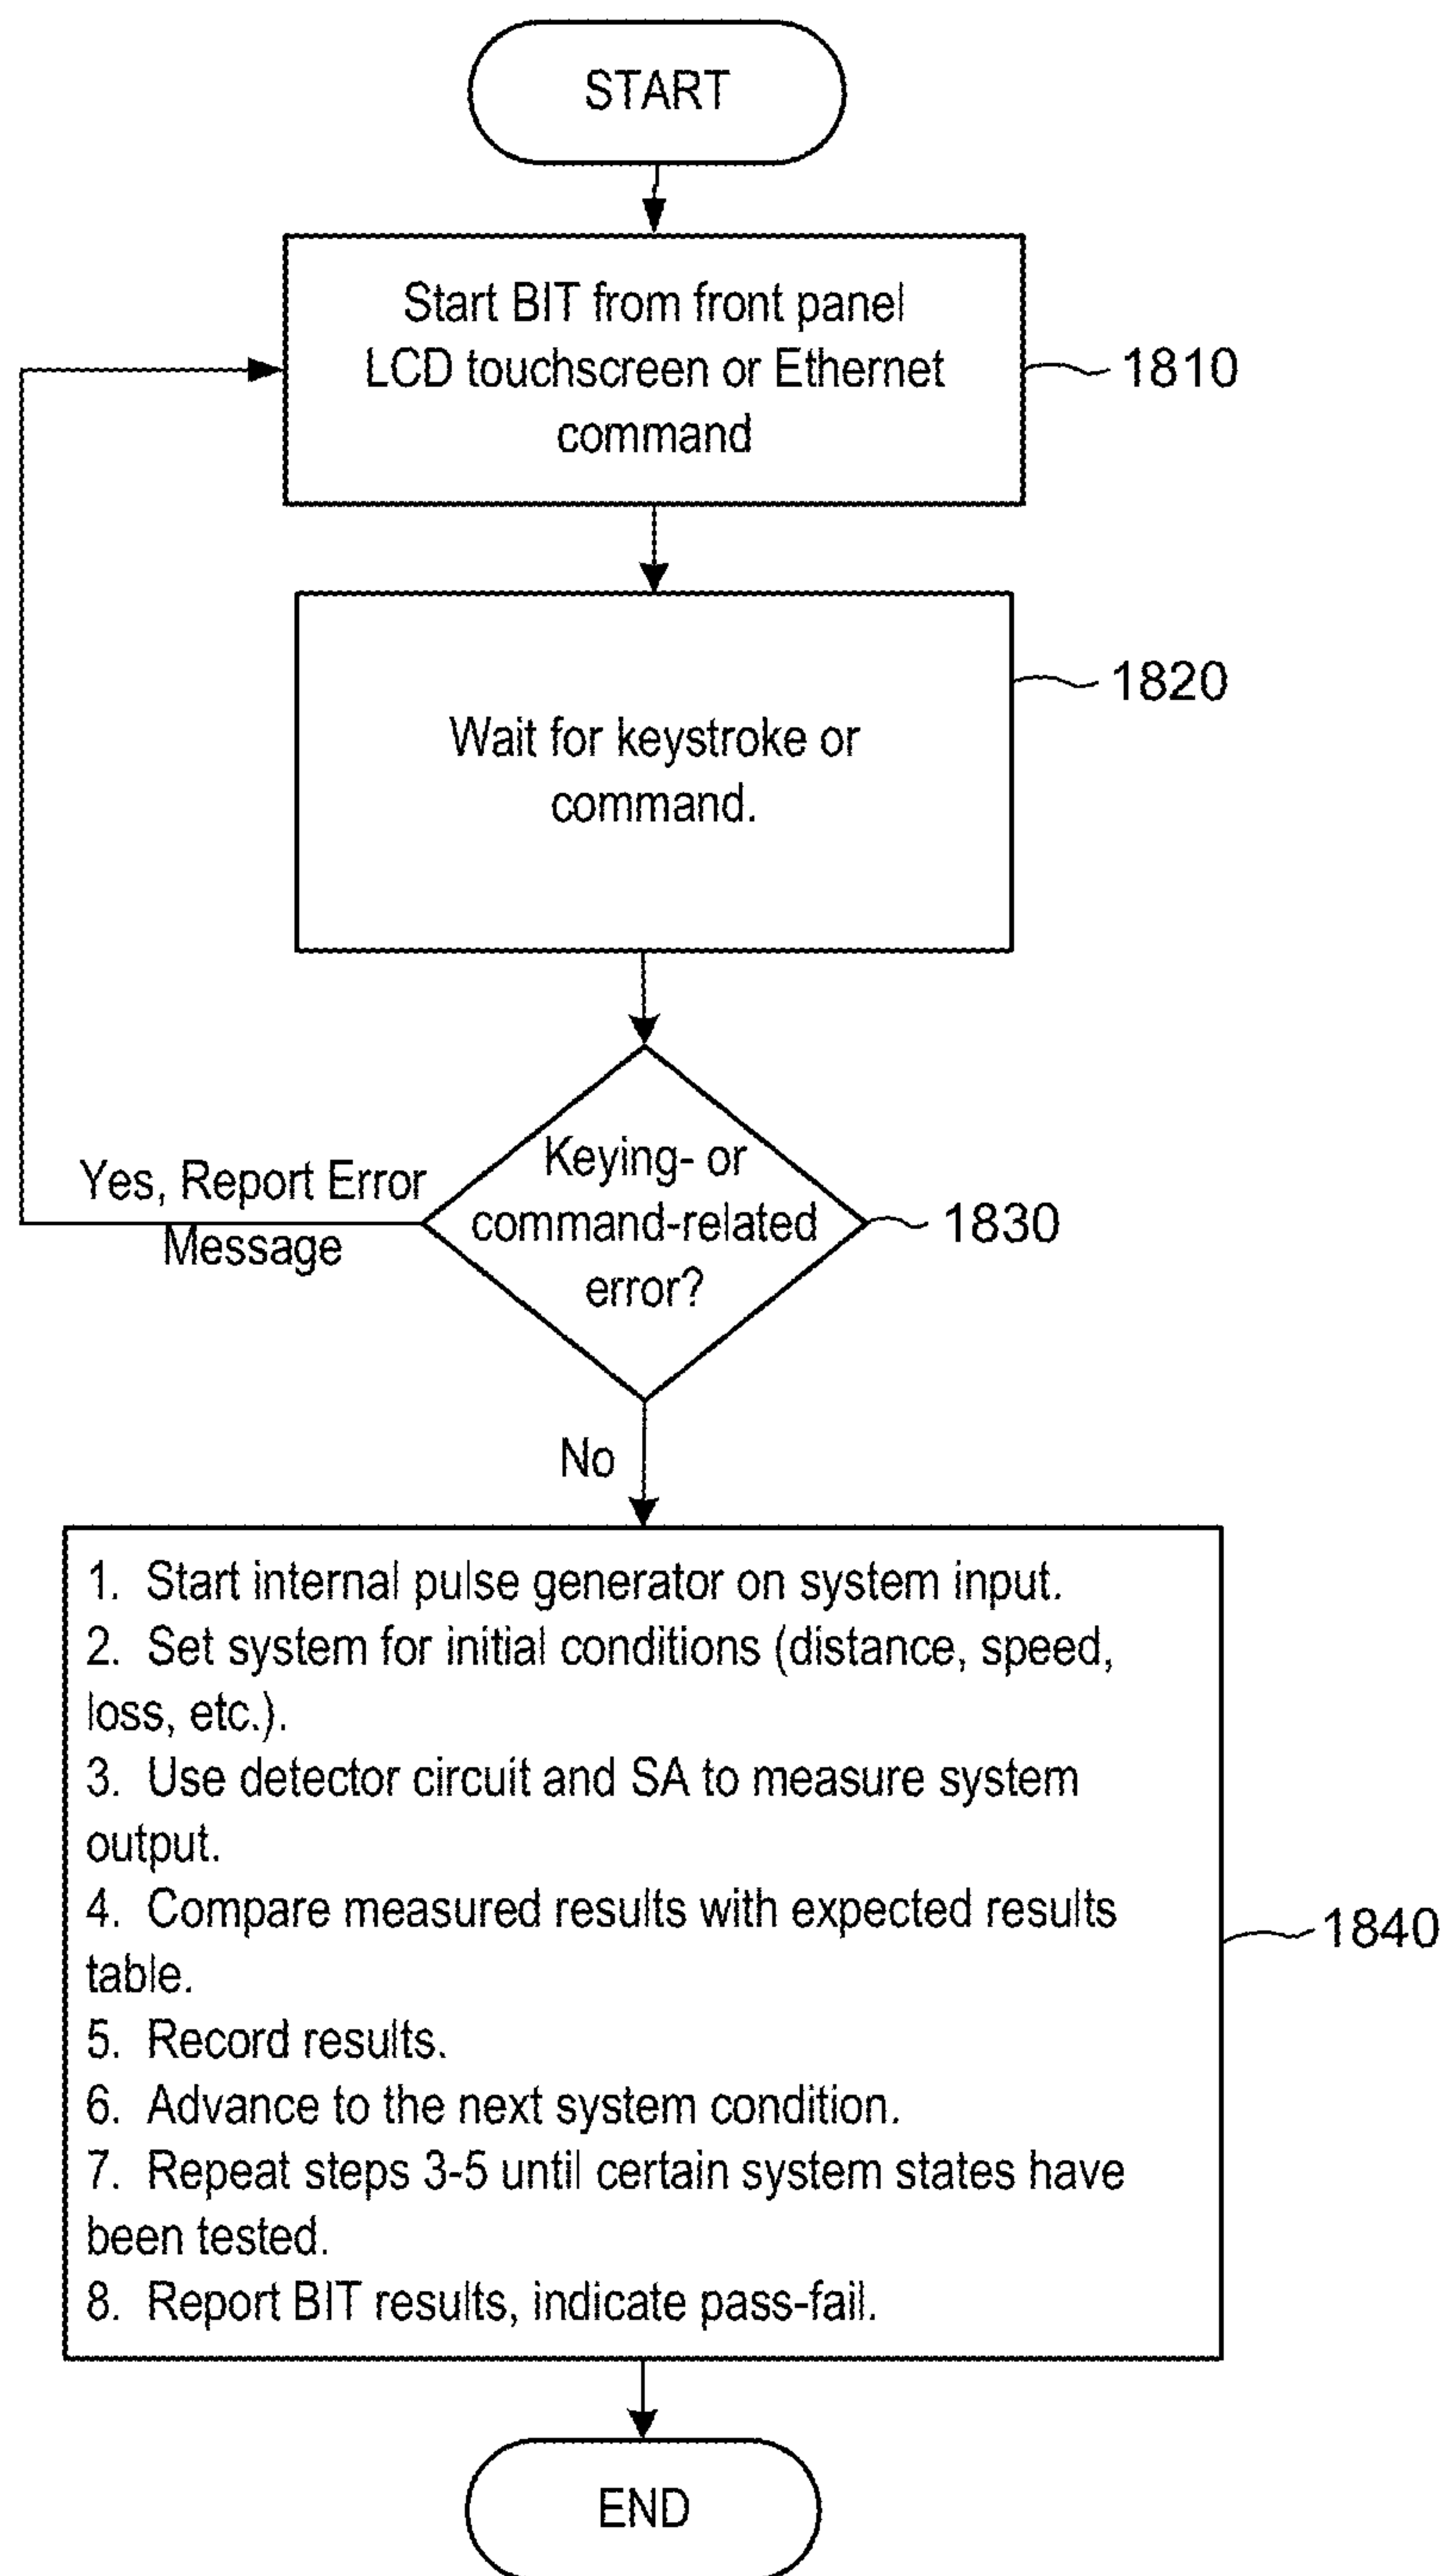 START
Start BIT from front panel
LCD touchscreen or Ethernet
command
1810
Wait for keystroke or
command.
1820
Keying- or
command-related
error?
1830
Yes, Report Error
Message
No
1. Start internal pulse generator on system input.
2. Set system for initial conditions (distance, speed,
loss, etc.).
3. Use detector circuit and SA to measure system
output.
4. Compare measured results with expected results
table.
5. Record results.
6. Advance to the next system condition.
7. Repeat steps 3-5 until certain system states have
been tested.
8. Report BIT results, indicate pass-fail.
1840
END